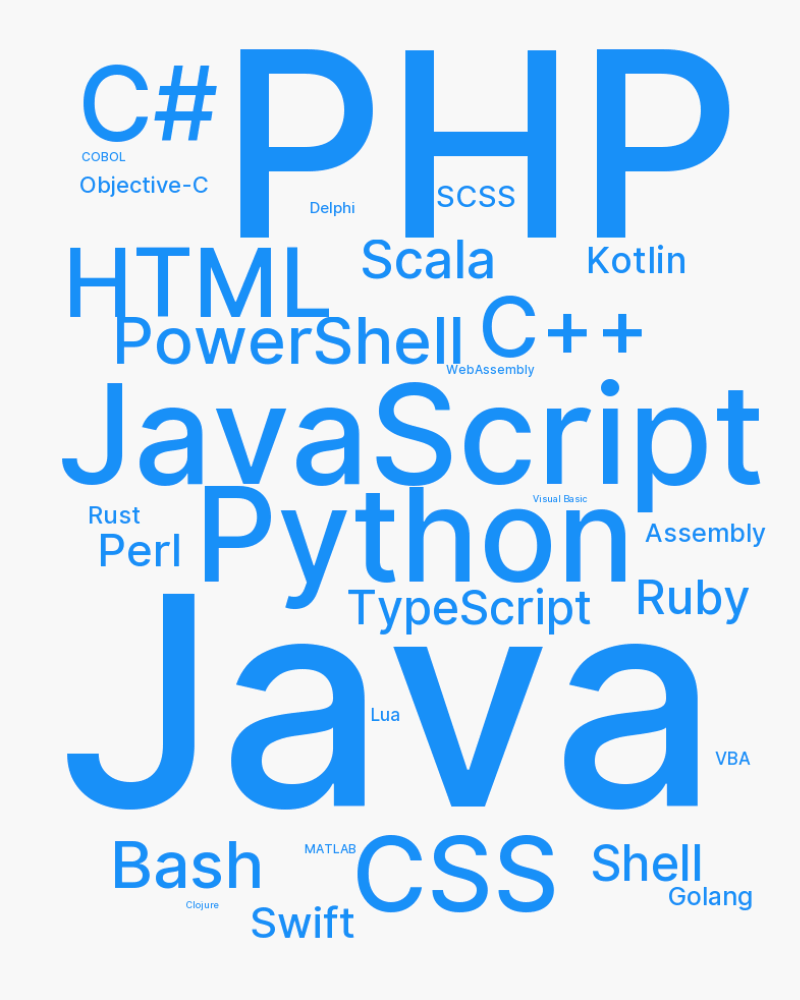 C# PHP
COBOL
Objective-C
SCSS
Delphi
Scala
Kotlin
HTML
C++
PowerShell
WebAssembly
JavaScript
Visual Basic
Rust
Python
Assembly
Perl
Ruby
TypeScript
Java
Lua
VBA
Bash
MATLAB
CSS
Shell
Golang
Clojure
Swift